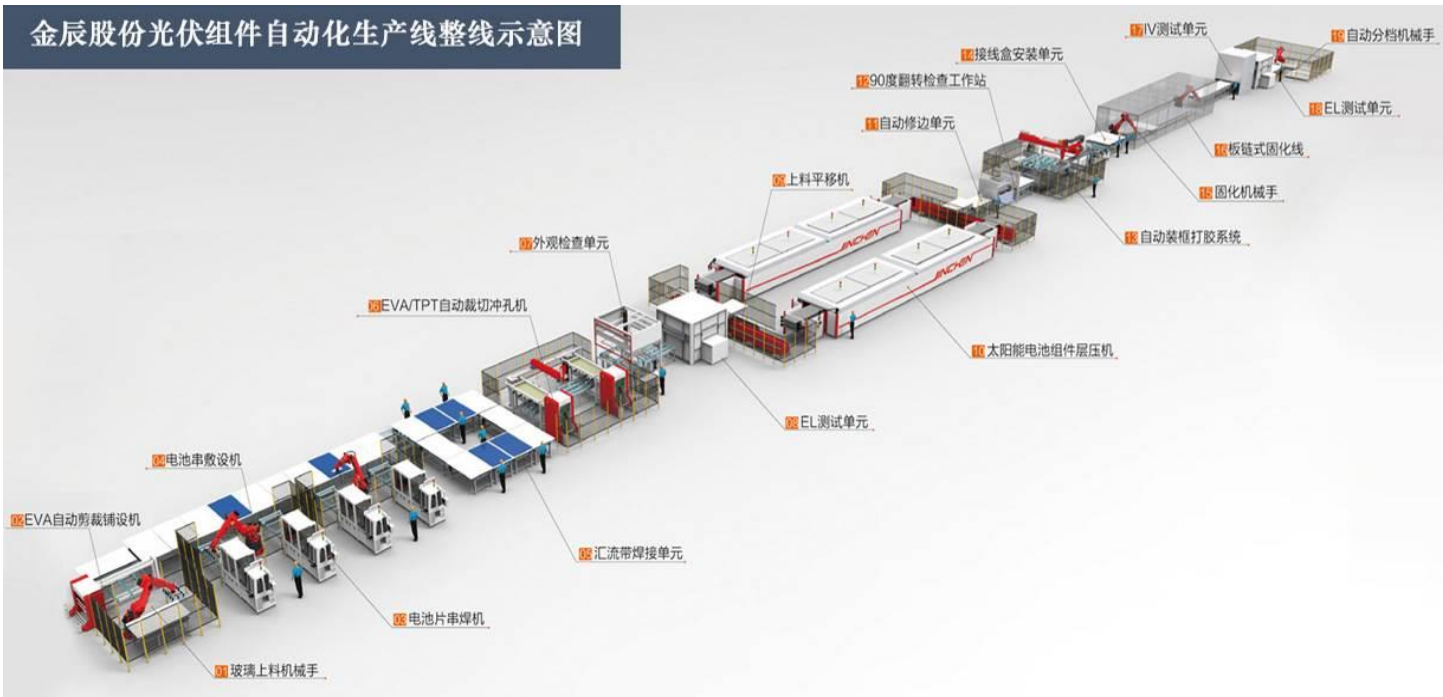 金辰股份光伏组件自动化生产线整线示意图
17IV测试单元
19自动分档机械手
14接线盒安装单元
1290度翻转检查工作站
18EL测试单元
11自动修边单元
16板链式固化线
09上料平移机
15固化机械手
13自动装框打胶系统
07外观检查单元
JINCHEN
JINCHEN
06EVA/TPT自动裁切冲孔机
10太阳能电池组件层压机
08EL测试单元
04电池串敷设机
02EVA自动剪裁铺设机
05汇流带焊接单元
03电池片串焊机
01玻璃上料机械手